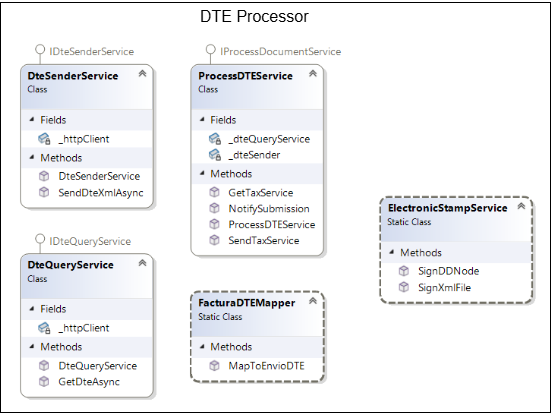 DTE Processor
IDteSenderService
DteSenderService
Class
Fields
_httpClient
Methods
DteSenderService
SendDteXmlAsync
IDteQueryService
DteQueryService
Class
Fields
_httpClient
Methods
DteQueryService
GetDteAsync
IProcessDocumentService
ProcessDTEService
Class
Fields
_dteQueryService
_dteSender
Methods
GetTaxService
NotifySubmission
ProcessDTEService
SendTaxService
FacturaDTEMapper
Static Class
Methods
MapToEnvioDTE
ElectronicStampService
Static Class
Methods
SignDDNode
SignXmlFile